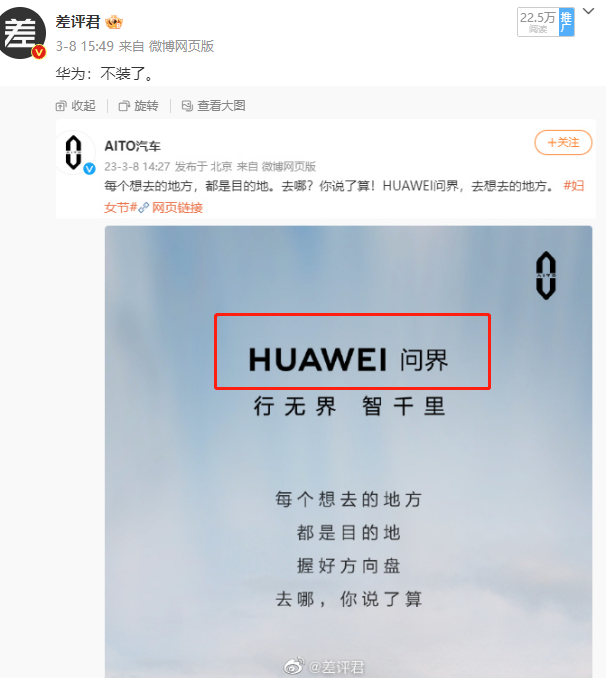 差
差评君
22.5万
阅读
推广
3-8 15:49 来自 微博网页版
华为：不装了。
收起 旋转 查看大图
AITO汽车
+关注
23-3-8 14:27 发布于 北京 来自 微博网页版
每个想去的地方，都是目的地。去哪？你说了算！HUAWEI问界，去想去的地方。 #妇
女节# 网页链接
AITO
HUAWEI 问界
行无界 智千里
每个想去的地方
都是目的地
握好方向盘
去哪，你说了算
@差评君